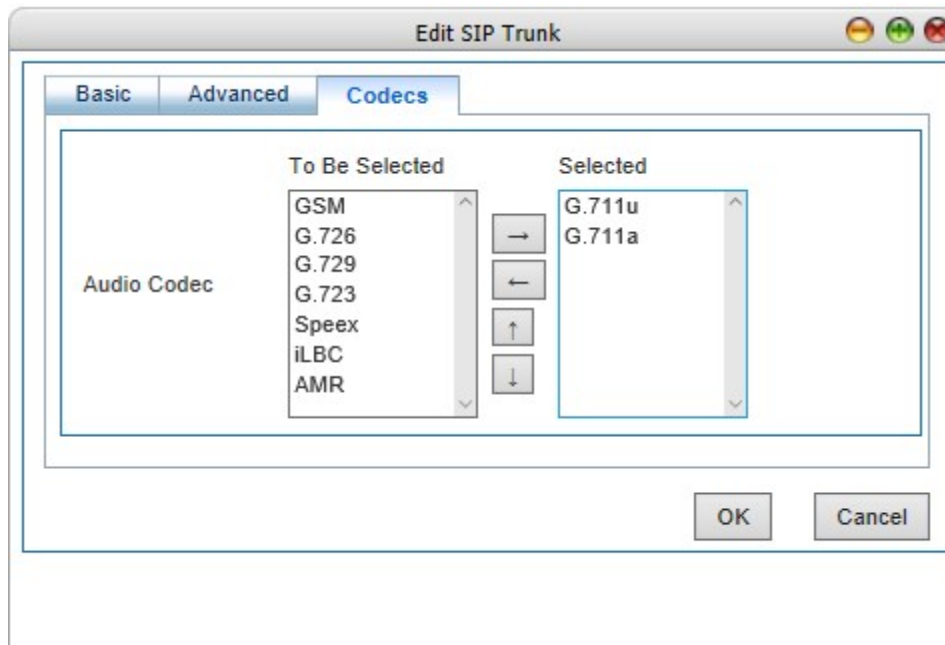 Edit SIP Trunk
Basic Advanced Codecs
To Be Selected Selected
Audio Codec
GSM
G.726
G.729
G.723
Speex
iLBC
AMR
→
←
↑
↓
G.711u
G.711a
OK Cancel